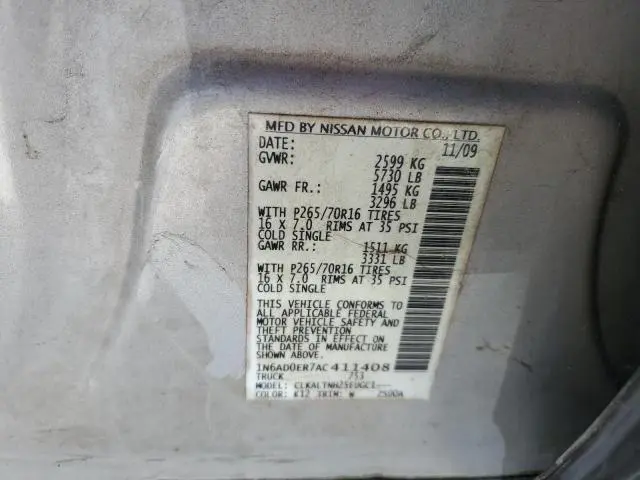 MFD BY NISSAN MOTOR CO., LTD.
DATE: 11/09
GVWR: 2599 KG
5730 LB
GAWR FR.: 1495 KG
3296 LB
WITH P265/70R16 TIRES
16 X 7.0 RIMS AT 35 PSI
COLD SINGLE
GAWR RR.: 1511 KG
3331 LB
WITH P265/70R16 TIRES
16 X 7.0 RIMS AT 35 PSI
COLD SINGLE
THIS VEHICLE CONFORMS TO
ALL APPLICABLE FEDERAL
MOTOR VEHICLE SAFETY AND
THEFT PREVENTION
STANDARDS IN EFFECT ON
THE DATE OF MANUFACTURE
SHOWN ABOVE.
1N6AD0ER7AC411408
TRUCK 753
MODEL:
COLOR: K12 TRIM: W